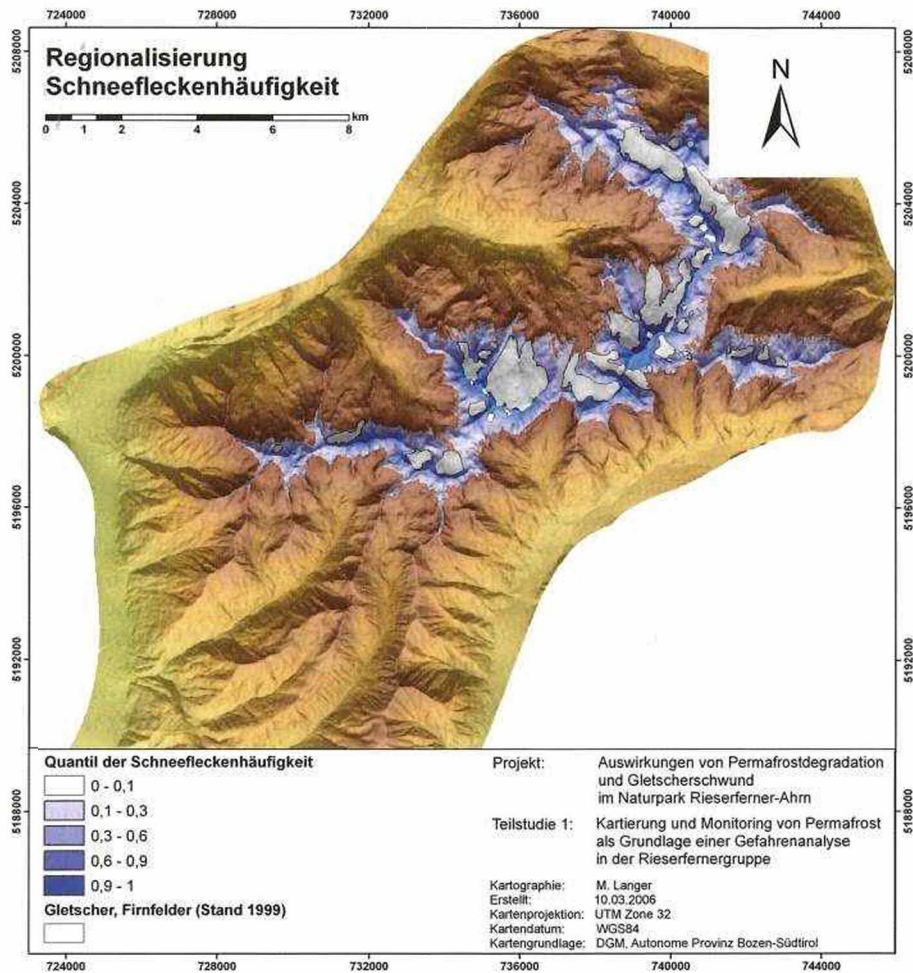 724000 728000 732000 736000 740000 744000
Regionalisierung
Schneefleckenhäufigkeit
km
0 1 2 4 6 8
N
5208000
5204000
5200000
5196000
5192000
5188000
5208000
5204000
5200000
5196000
5192000
5188000
Quantil der Schneefleckenhäufigkeit
0 - 0,1
0,1 - 0,3
0,3 - 0,6
0,6 - 0,9
0,9 - 1
Gletscher, Firnfelder (Stand 1999)
Projekt: Auswirkungen von Permafrostdegradation
und Gletscherschwund
im Naturpark Rieserferner-Ahrn
Teilstudie 1: Kartierung und Monitoring von Permafrost
als Grundlage einer Gefahrenanalyse
in der Rieserfernergruppe
Kartographie: M. Langer
Erstellt: 10.03.2006
Kartenprojektion: UTM Zone 32
Kartendatum: WGS84
Kartengrundlage: DGM, Autonome Provinz Bozen-Südtirol
724000 728000 732000 736000 740000 744000